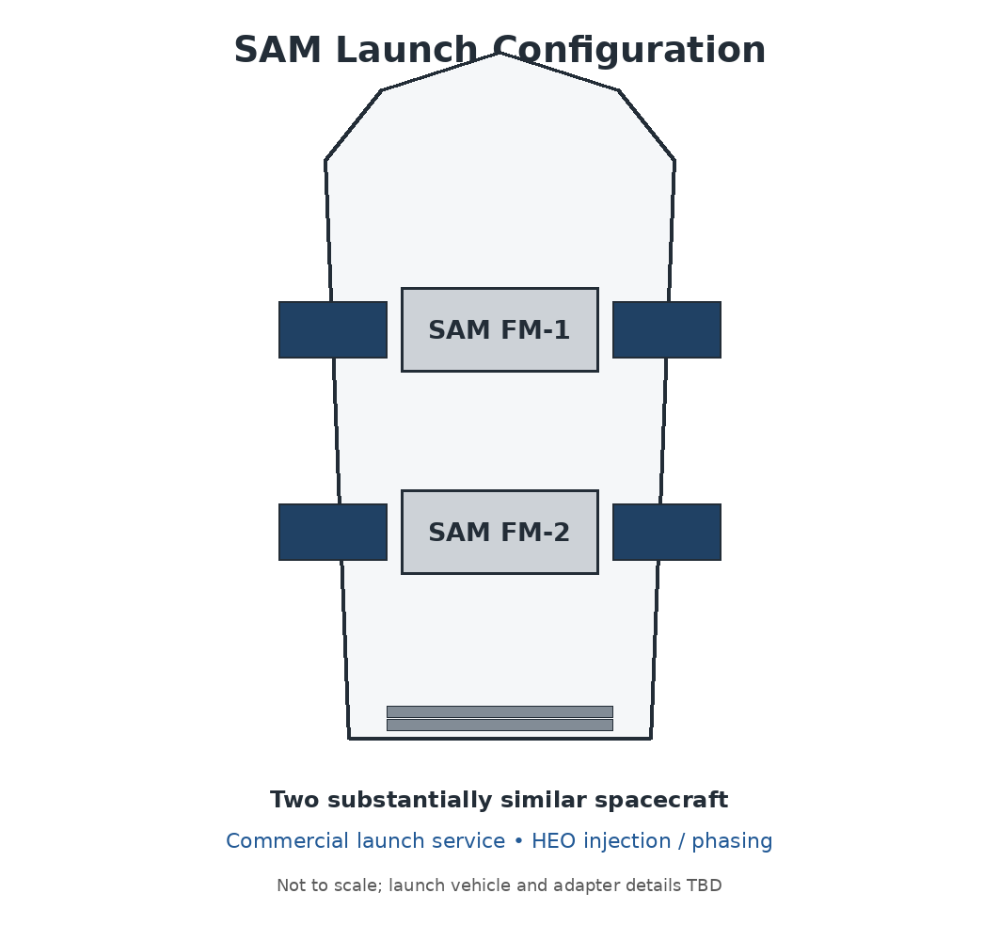 SAM Launch Configuration
SAM FM-1
SAM FM-2
Two substantially similar spacecraft
Commercial launch service • HEO injection / phasing
Not to scale; launch vehicle and adapter details TBD